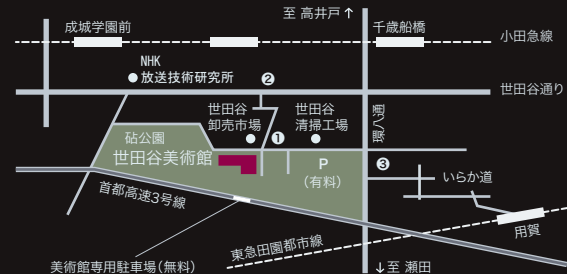 至 高井戸↑
成城学園前
千歳船橋
小田急線
NHK
放送技術研究所
❷
世田谷通り
世田谷
卸売市場
世田谷
清掃工場
環八通
砧公園
❶
世田谷美術館
P
(有料)
❸
いらか道
首都高速3号線
用賀
東急田園都市線
美術館専用駐車場(無料)
↓至 瀬田